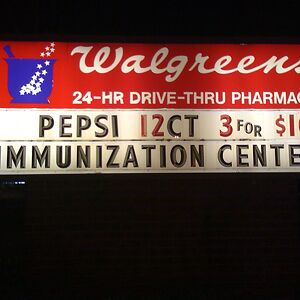 Walgreens
24-HR DRIVE-THRU PHARMAC
PEPSI 12CT 3 FOR $1
IMMUNIZATION CENTE